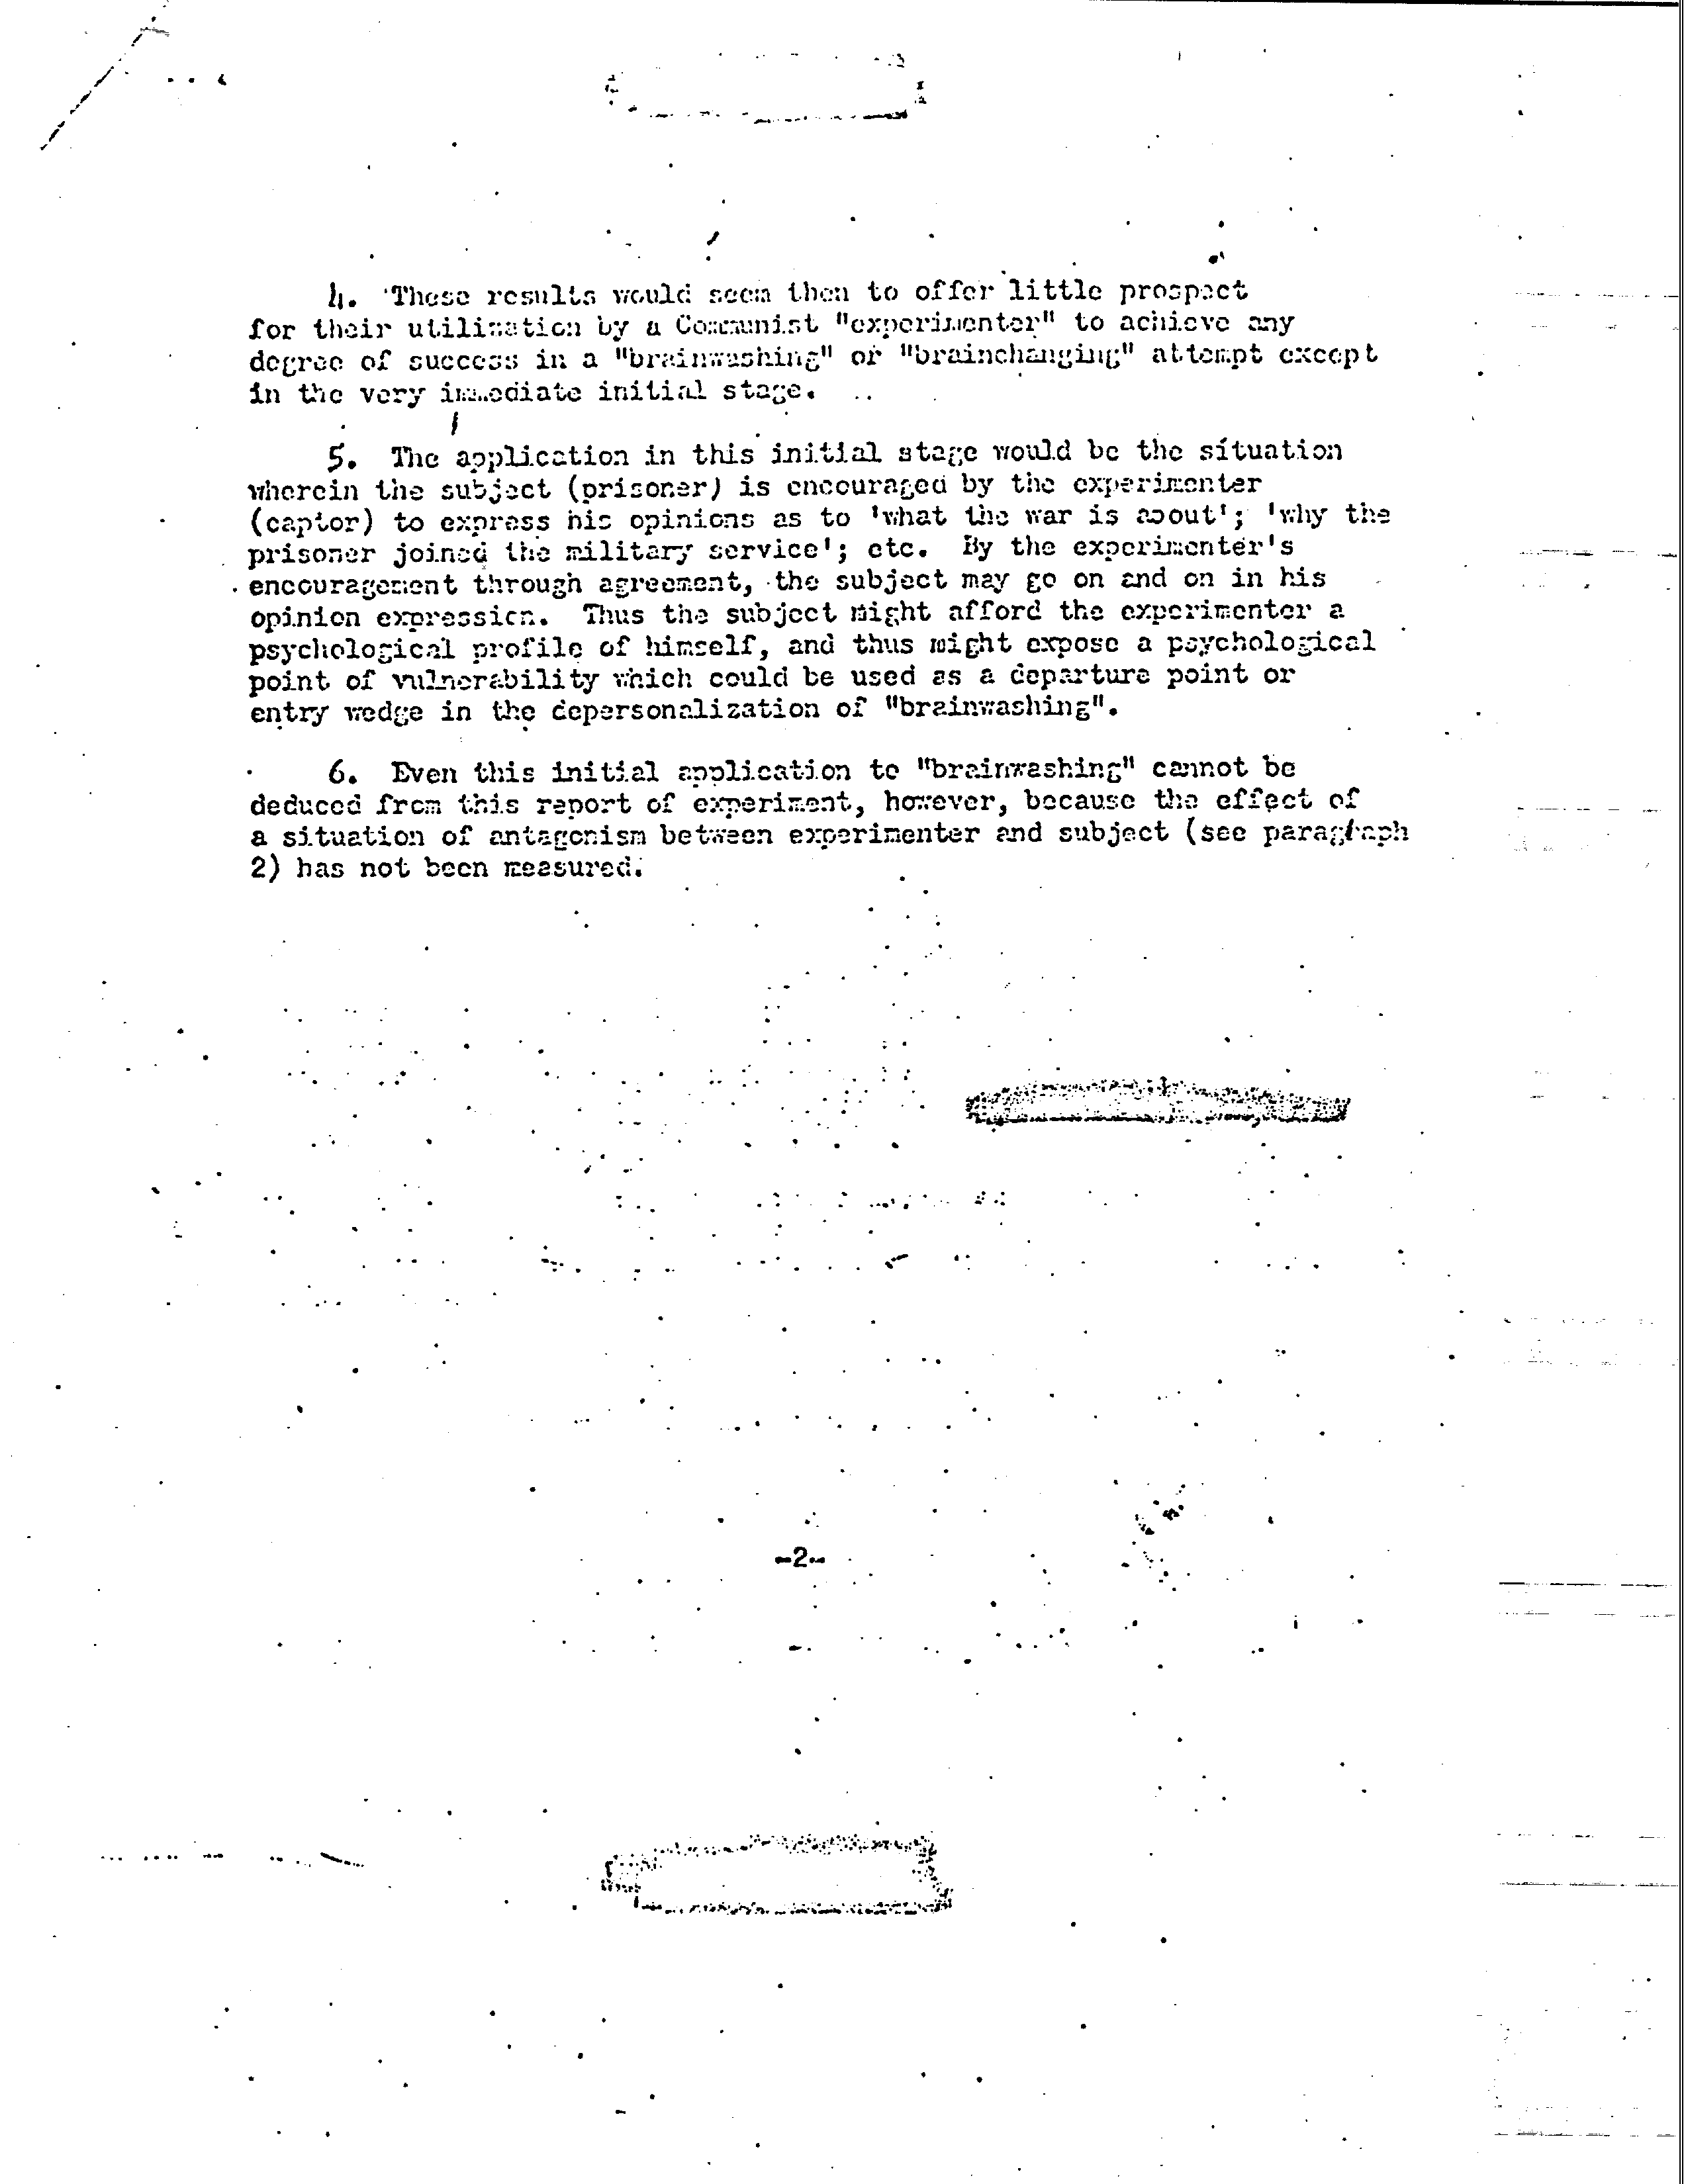 4. These results would seem then to offer little prospect
for their utilization by a Communist "experimenter" to achieve any
degree of success in a "brainwashing" or "brainchanging" attempt except
in the very immediate initial stage.
5. The application in this initial stage would be the situation
wherein the subject (prisoner) is encouraged by the experimenter
(captor) to express his opinions as to 'what the war is about'; 'why the
prisoner joined the military service'; etc. By the experimenter's
encouragement through agreement, the subject may go on and on in his
opinion expression. Thus the subject might afford the experimenter a
psychological profile of himself, and thus might expose a psychological
point of vulnerability which could be used as a departure point or
entry wedge in the depersonalization of "brainwashing".
6. Even this initial application to "brainwashing" cannot be
deduced from this report of experiment, however, because the effect of
a situation of antagonism between experimenter and subject (see paragraph
2) has not been measured.
-2-